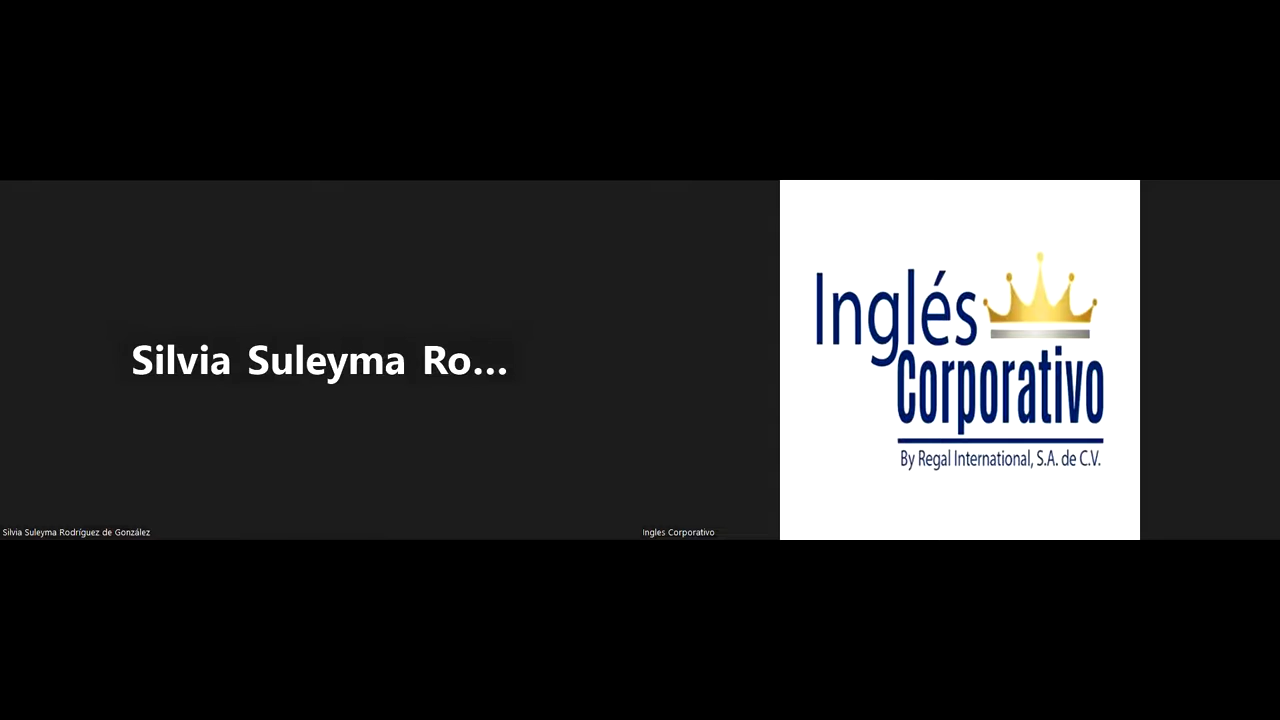 Silvia Suleyma Ro...
Silvia Suleyma Rodríguez de González
Inglés
Corporativo
By Regal International, S.A. de C.V.
Ingles Corporativo